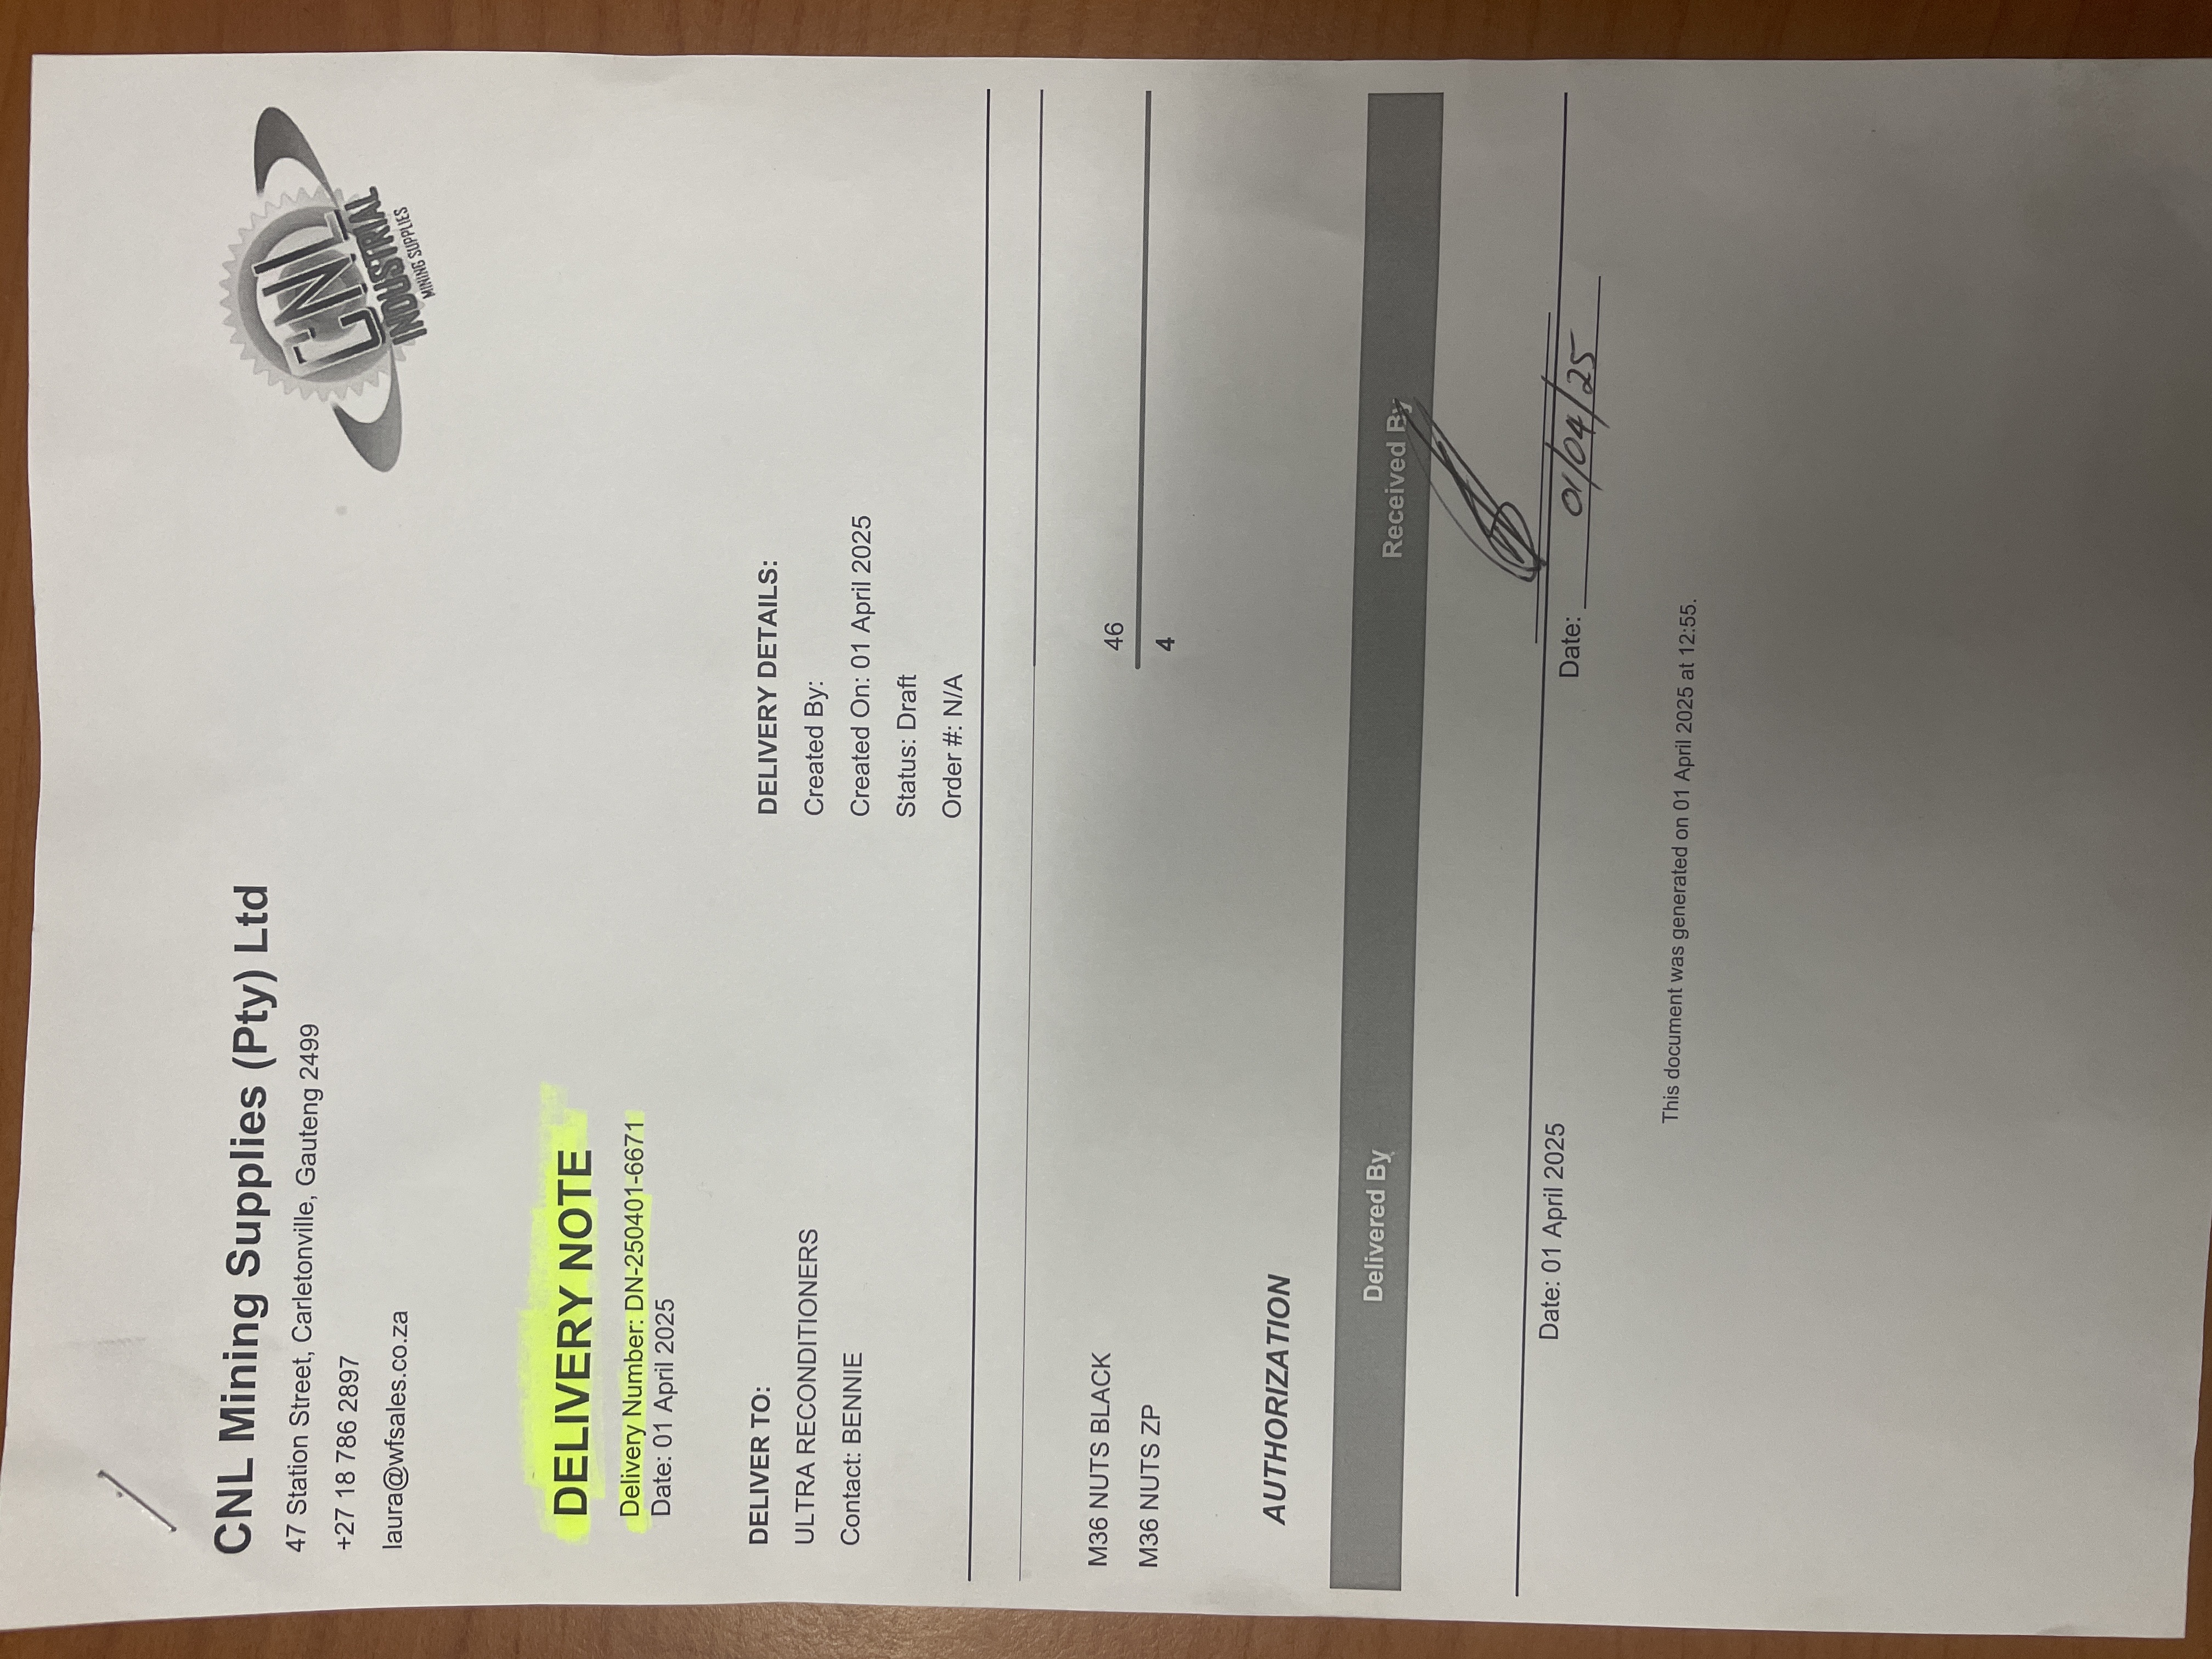 CNL Mining Supplies (Pty) Ltd
47 Station Street, Carletonville, Gauteng 2499
+27 18 786 2897
laura@wfsales.co.za
CNL
INDUSTRIAL
MINING SUPPLIES
DELIVERY NOTE
Delivery Number: DN-250401-6671
Date: 01 April 2025
DELIVER TO:
ULTRA RECONDITIONERS
Contact: BENNIE
DELIVERY DETAILS:
Created By:
Created On: 01 April 2025
Status: Draft
Order #: N/A
M36 NUTS BLACK 46
M36 NUTS ZP 4
AUTHORIZATION
Delivered By Received By
Date: 01 April 2025 Date: 01/04/25
This document was generated on 01 April 2025 at 12:55.